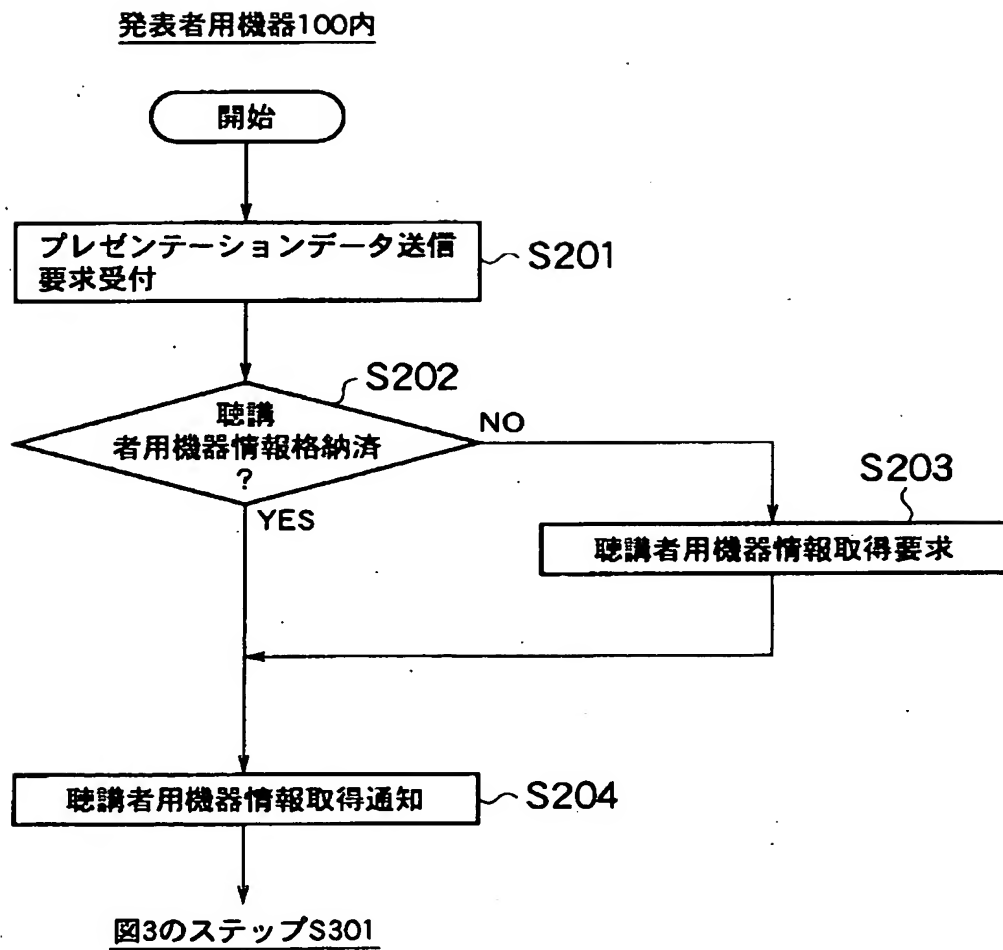 発表者用機器100内
開始
プレゼンテーションデータ送信
要求受付
S201
S202
聴講
者用機器情報格納済
?
NO
YES
S203
聴講者用機器情報取得要求
聴講者用機器情報取得通知
S204
図3のステップS301